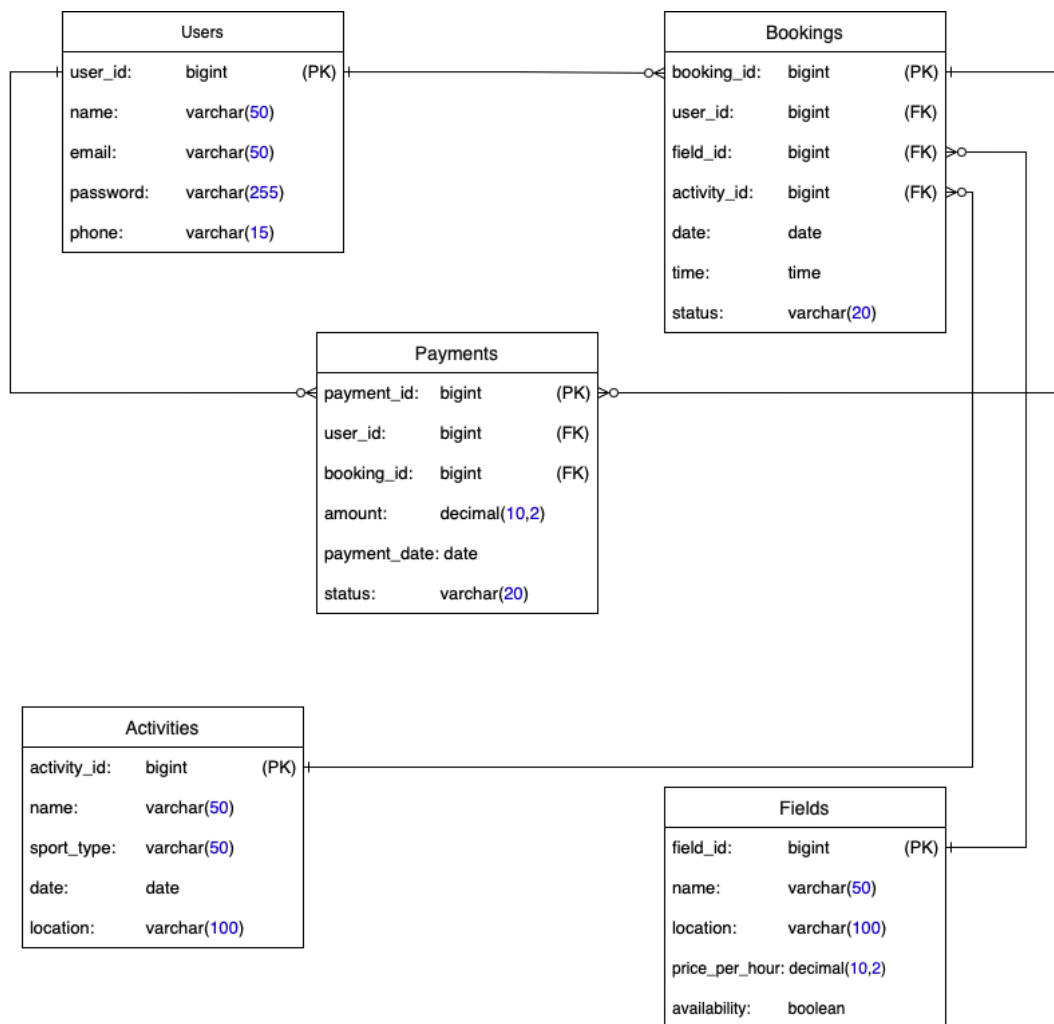 Users
user_id: bigint (PK)
name: varchar(50)
email: varchar(50)
password: varchar(255)
phone: varchar(15)
Bookings
booking_id: bigint (PK)
user_id: bigint (FK)
field_id: bigint (FK)
activity_id: bigint (FK)
date: date
time: time
status: varchar(20)
Payments
payment_id: bigint (PK)
user_id: bigint (FK)
booking_id: bigint (FK)
amount: decimal(10,2)
payment_date: date
status: varchar(20)
Activities
activity_id: bigint (PK)
name: varchar(50)
sport_type: varchar(50)
date: date
location: varchar(100)
Fields
field_id: bigint (PK)
name: varchar(50)
location: varchar(100)
price_per_hour: decimal(10,2)
availability: boolean